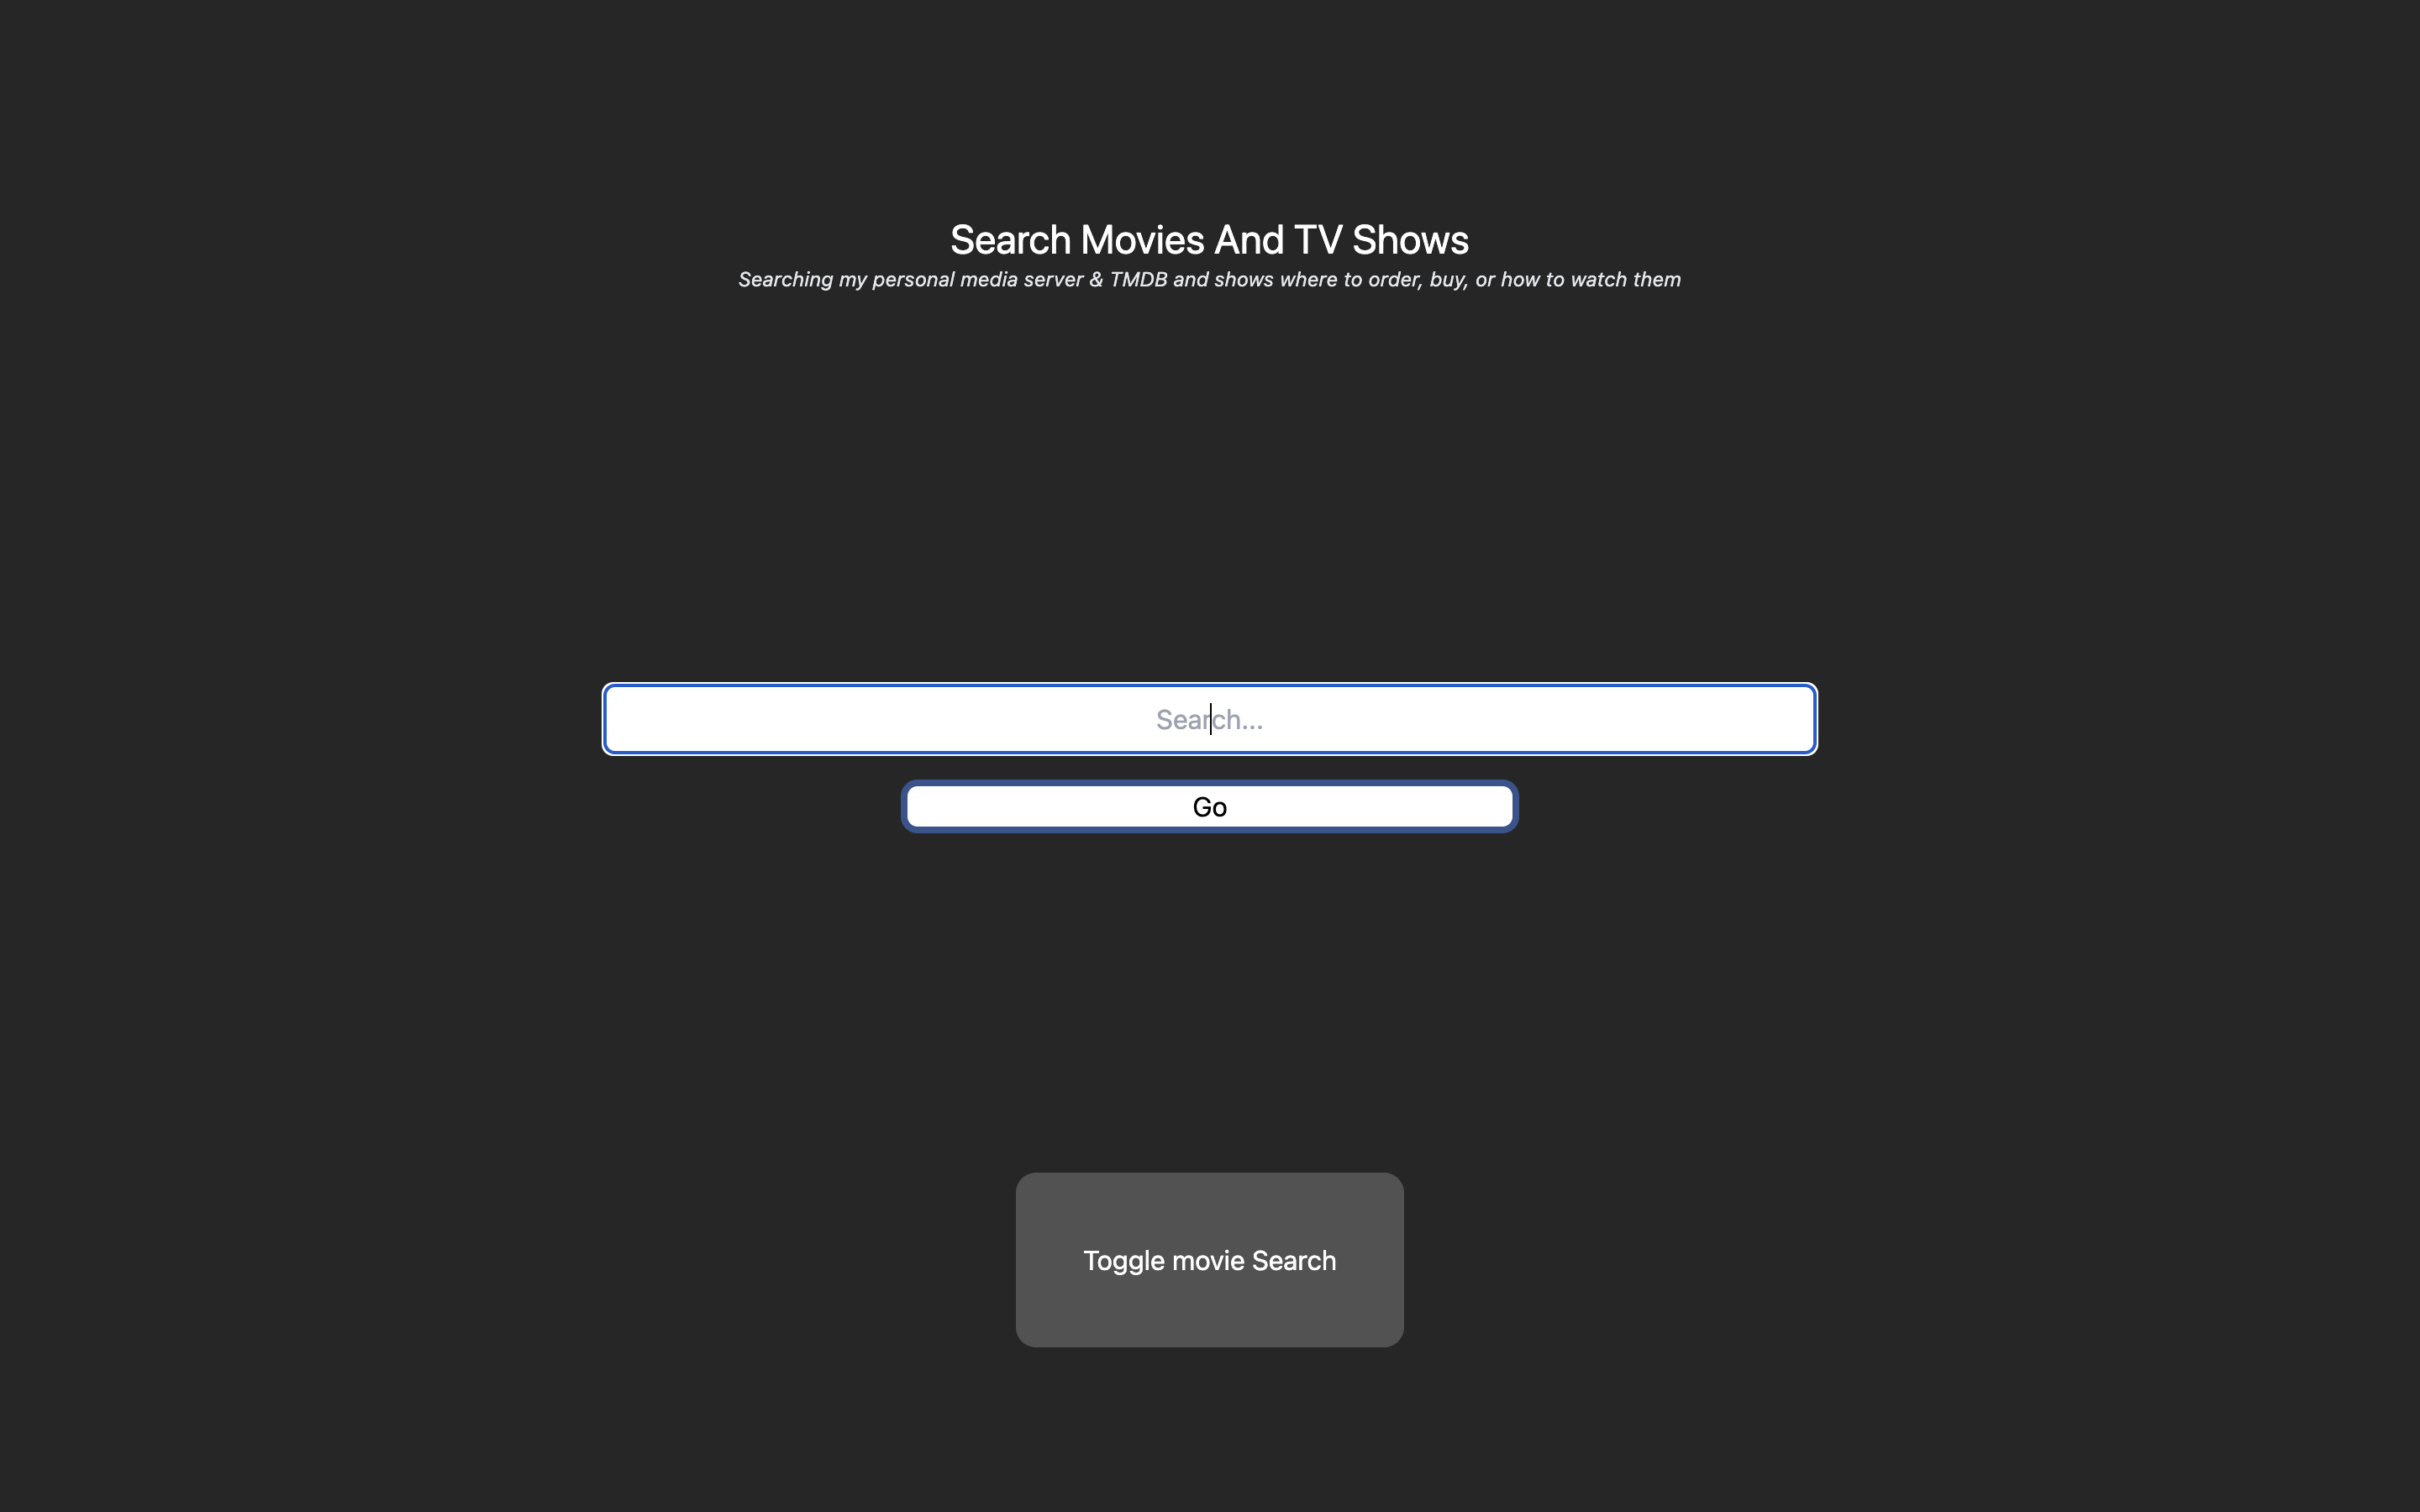 Search Movies And TV Shows
Searching my personal media server & TMDB and shows where to order, buy, or how to watch them
Search...
Go
Toggle movie Search